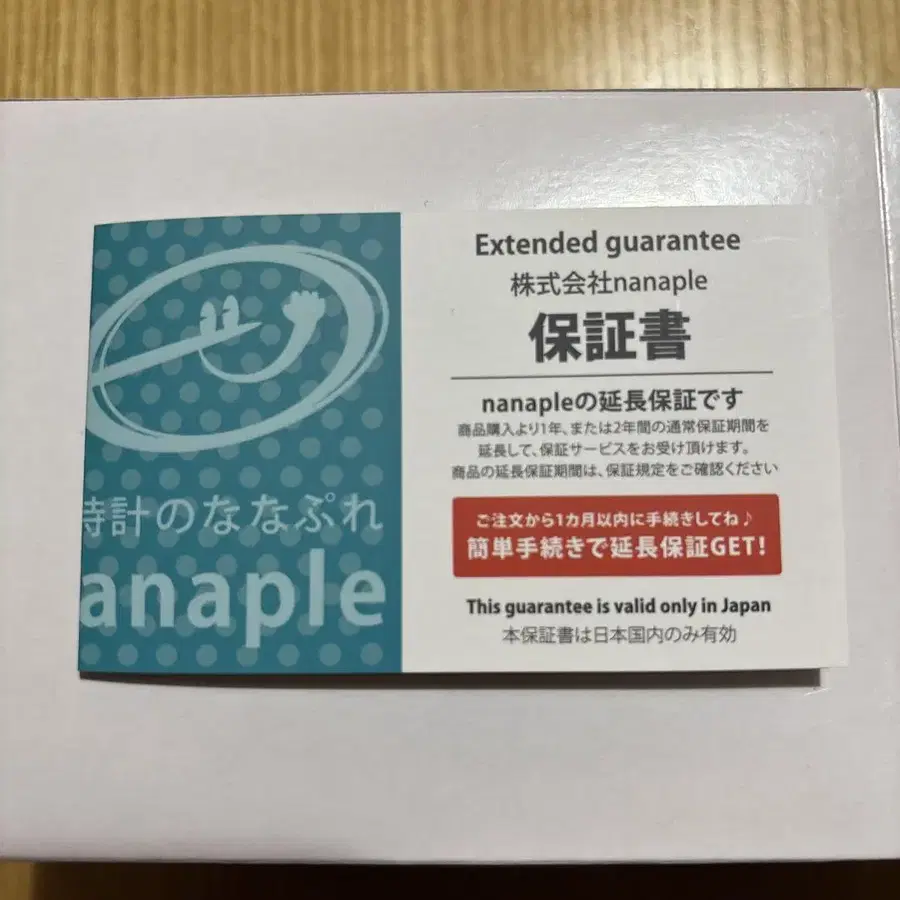 時計のななぷれ
anaple
Extended guarantee
株式会社nanaple
保証書
nanapleの延長保証です
商品購入より1年、または2年間の通常保証期間を
延長して、保証サービスをお受け頂けます。
商品の延長保証期間は、保証規定をご確認ください
ご注文から1カ月以内に手続きしてね♪
簡単手続きで延長保証GET!
This guarantee is valid only in Japan
本保証書は日本国内のみ有効